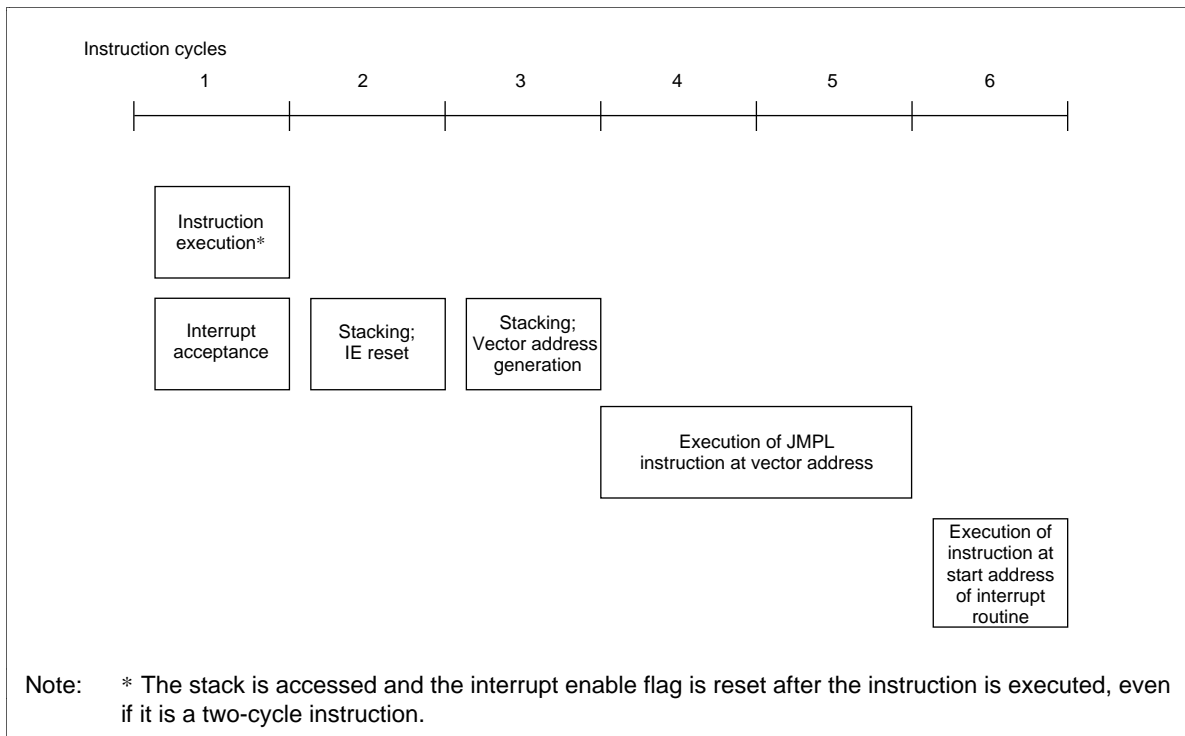 Instruction cycles
1 2 3 4 5 6
Instruction
execution*
Interrupt
acceptance
Stacking;
IE reset
Stacking;
Vector address
generation
Execution of JMPL
instruction at vector address
Execution of
instruction at
start address
of interrupt
routine
Note: * The stack is accessed and the interrupt enable flag is reset after the instruction is executed, even
if it is a two-cycle instruction.